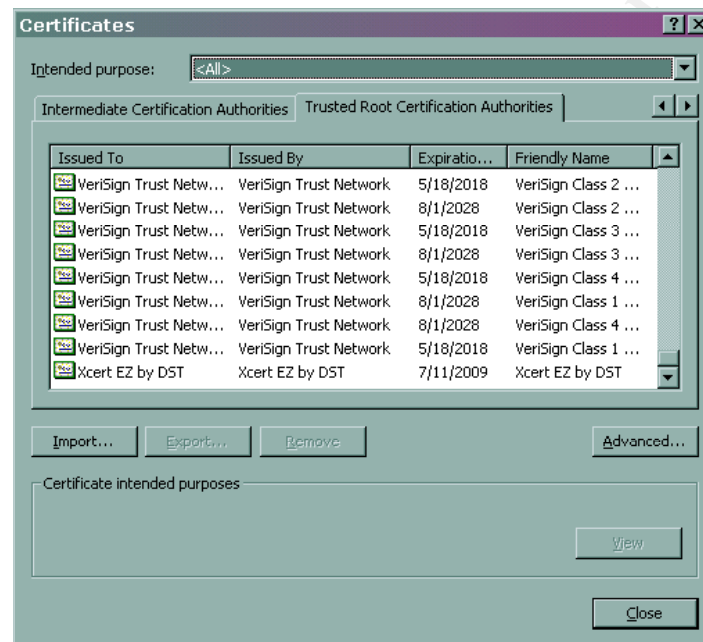 Certificates
Intended purpose: <All>
Intermediate Certification Authorities Trusted Root Certification Authorities
Issued To Issued By Expiratio... Friendly Name
VeriSign Trust Netw... VeriSign Trust Network 5/18/2018 VeriSign Class 2 ...
VeriSign Trust Netw... VeriSign Trust Network 8/1/2028 VeriSign Class 2 ...
VeriSign Trust Netw... VeriSign Trust Network 5/18/2018 VeriSign Class 3 ...
VeriSign Trust Netw... VeriSign Trust Network 8/1/2028 VeriSign Class 3 ...
VeriSign Trust Netw... VeriSign Trust Network 5/18/2018 VeriSign Class 4 ...
VeriSign Trust Netw... VeriSign Trust Network 8/1/2028 VeriSign Class 1 ...
VeriSign Trust Netw... VeriSign Trust Network 8/1/2028 VeriSign Class 4 ...
VeriSign Trust Netw... VeriSign Trust Network 5/18/2018 VeriSign Class 1 ...
Xcert EZ by DST Xcert EZ by DST 7/11/2009 Xcert EZ by DST
Import... Export... Remove Advanced...
Certificate intended purposes
View
Close